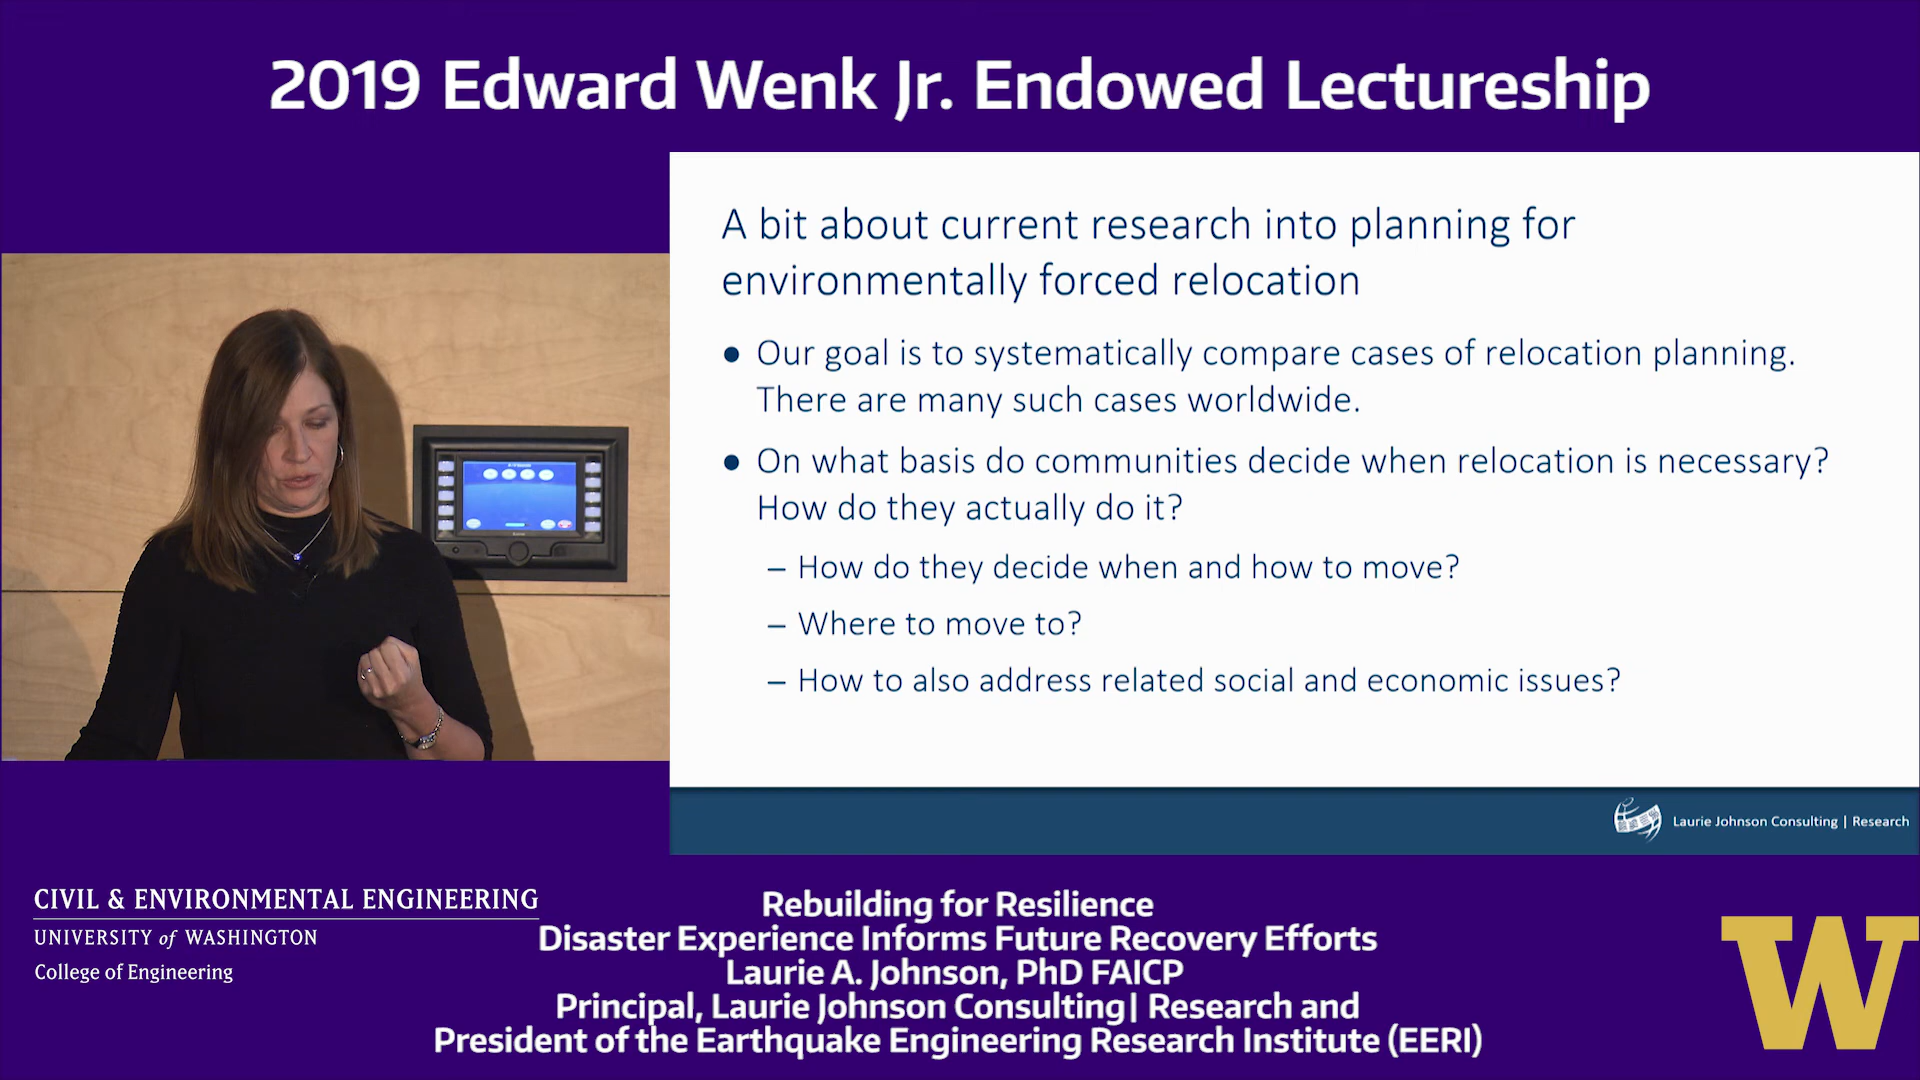 2019 Edward Wenk Jr. Endowed Lectureship
A bit about current research into planning for
environmentally forced relocation
● Our goal is to systematically compare cases of relocation planning.
There are many such cases worldwide.
● On what basis do communities decide when relocation is necessary?
How do they actually do it?
– How do they decide when and how to move?
– Where to move to?
– How to also address related social and economic issues?
Laurie Johnson Consulting | Research
CIVIL & ENVIRONMENTAL ENGINEERING
UNIVERSITY of WASHINGTON
College of Engineering
Rebuilding for Resilience
Disaster Experience Informs Future Recovery Efforts
Laurie A. Johnson, PhD FAICP
Principal, Laurie Johnson Consulting| Research and
President of the Earthquake Engineering Research Institute (EERI)
W